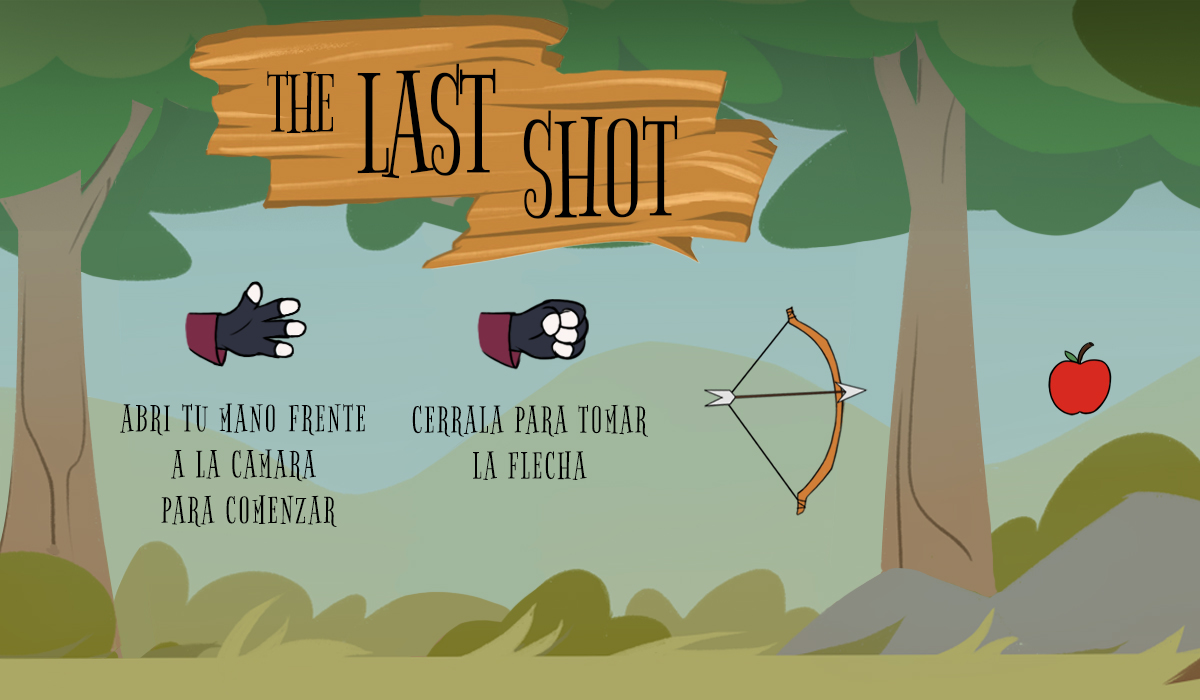 THE LAST SHOT
ABRI TU MANO FRENTE
A LA CAMARA
PARA COMENZAR
CERRALA PARA TOMAR
LA FLECHA